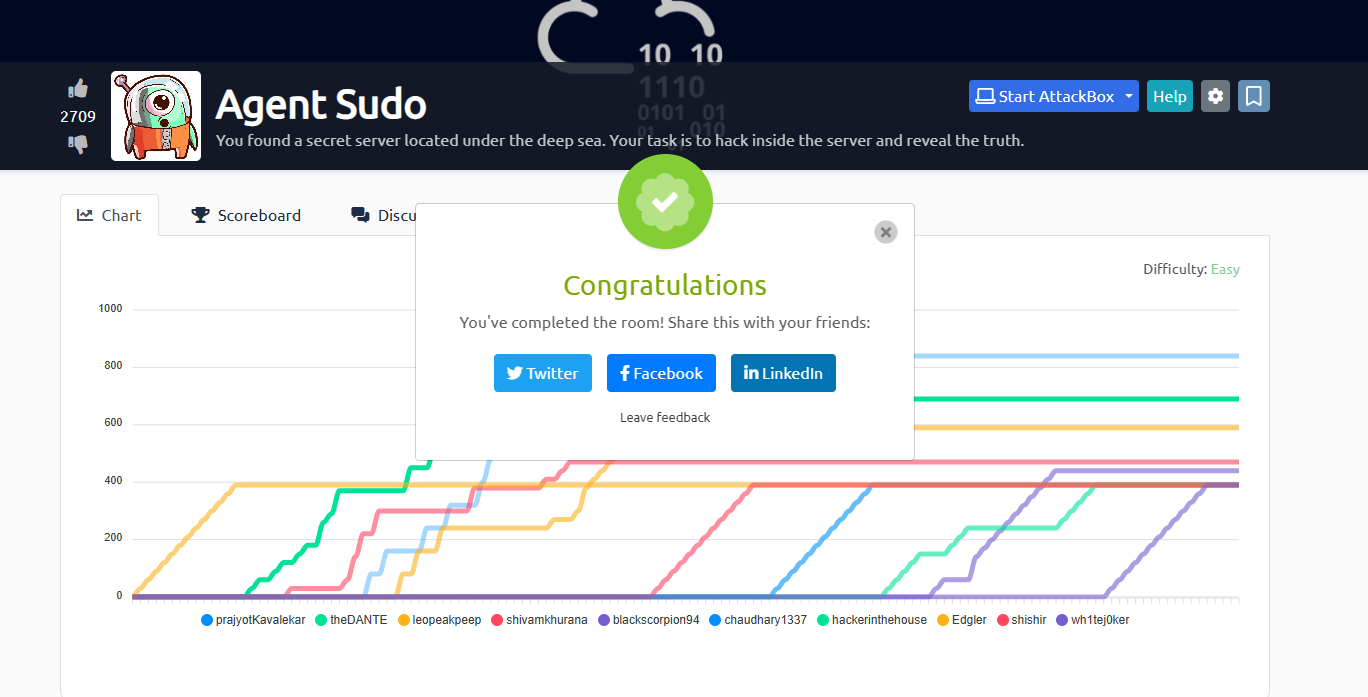 10 10
1110
0101 01
01 010
01
2709
Agent Sudo
You found a secret server located under the deep sea. Your task is to hack inside the server and reveal the truth.
Start AttackBox
Help
Chart
Scoreboard
Discu
Difficulty: Easy
Congratulations
You've completed the room! Share this with your friends:
Twitter
Facebook
LinkedIn
Leave feedback
1000
800
600
400
200
0
prajyotKavalekar theDANTE leopeakpeep shivamkhurana blackscorpion94 chaudhary1337 hackerinthehouse Edgler shishir wh1tej0ker